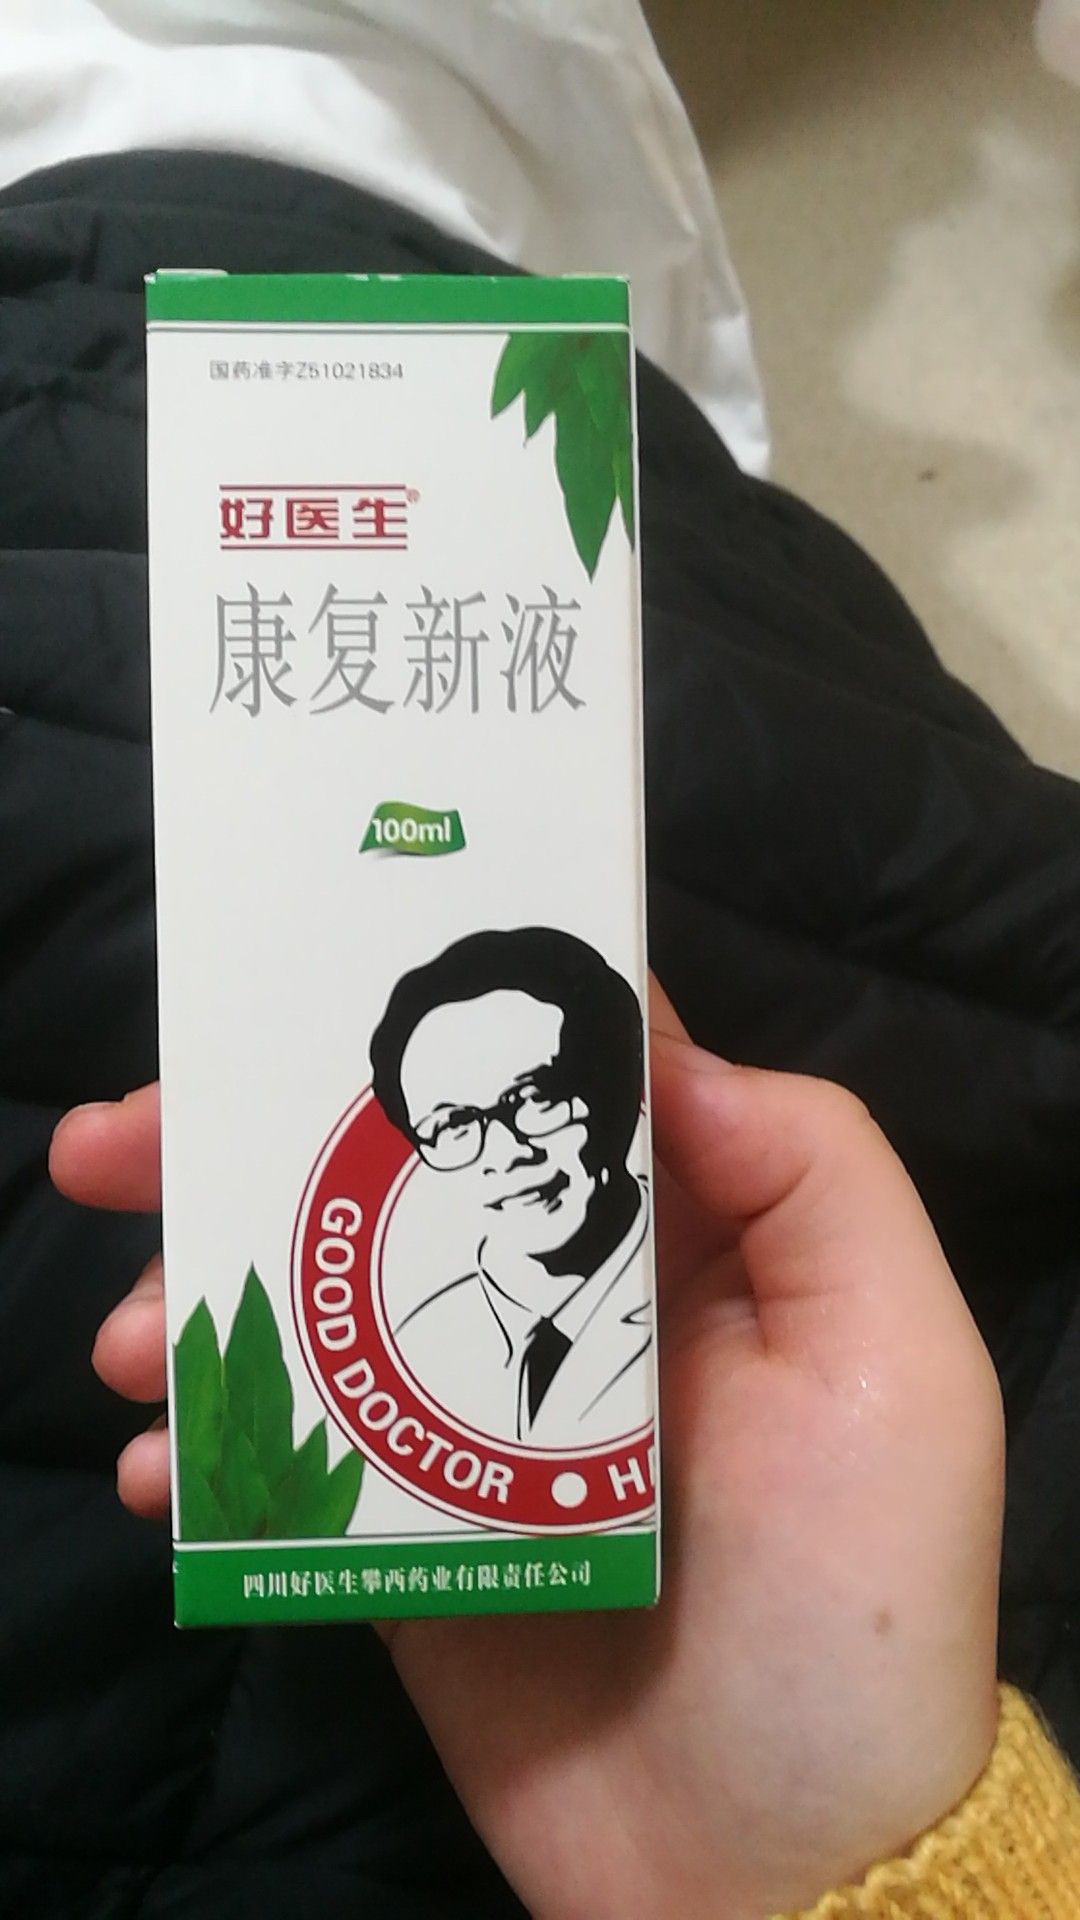 国药准字Z51021834
好医生®
康复新液
100ml
GOOD DOCTOR ● H
四川好医生攀西药业有限责任公司